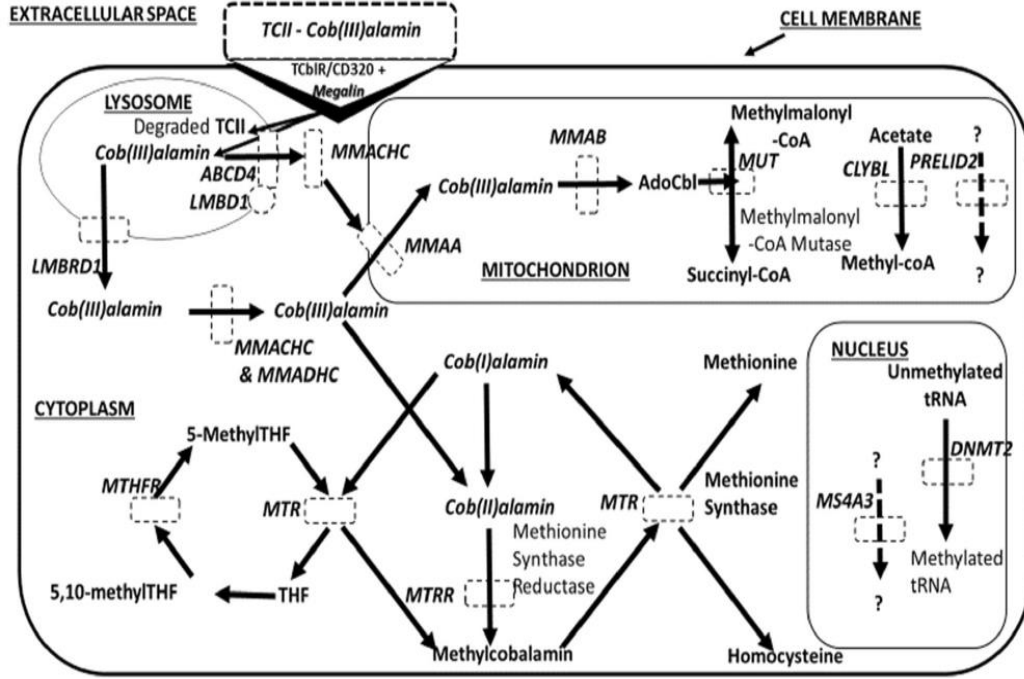 EXTRACELLULAR SPACE
CELL MEMBRANE
TCII - Cob(III)alamin
TCblR/CD320 +
Megalin
LYSOSOME
Degraded TCII
Cob(III)alamin
ABCD4
LMBD1
MMACHC
MMAA
LMBRD1
Cob(III)alamin
Cob(III)alamin
MMACHC
& MMADHC
Cob(III)alamin
MMAB
AdoCbl
Methylmalonyl
-CoA
MUT
Methylmalonyl
-CoA Mutase
Succinyl-CoA
Acetate
CLYBL
Methyl-coA
?
PRELID2
?
MITOCHONDRION
CYTOPLASM
5-MethylTHF
MTHFR
MTR
5,10-methylTHF
THF
Cob(I)alamin
Cob(II)alamin
Methionine
Synthase
Reductase
MTRR
Methylcobalamin
Methionine
MTR
Methionine
Synthase
Homocysteine
NUCLEUS
Unmethylated
tRNA
DNMT2
Methylated
tRNA
?
MS4A3
?